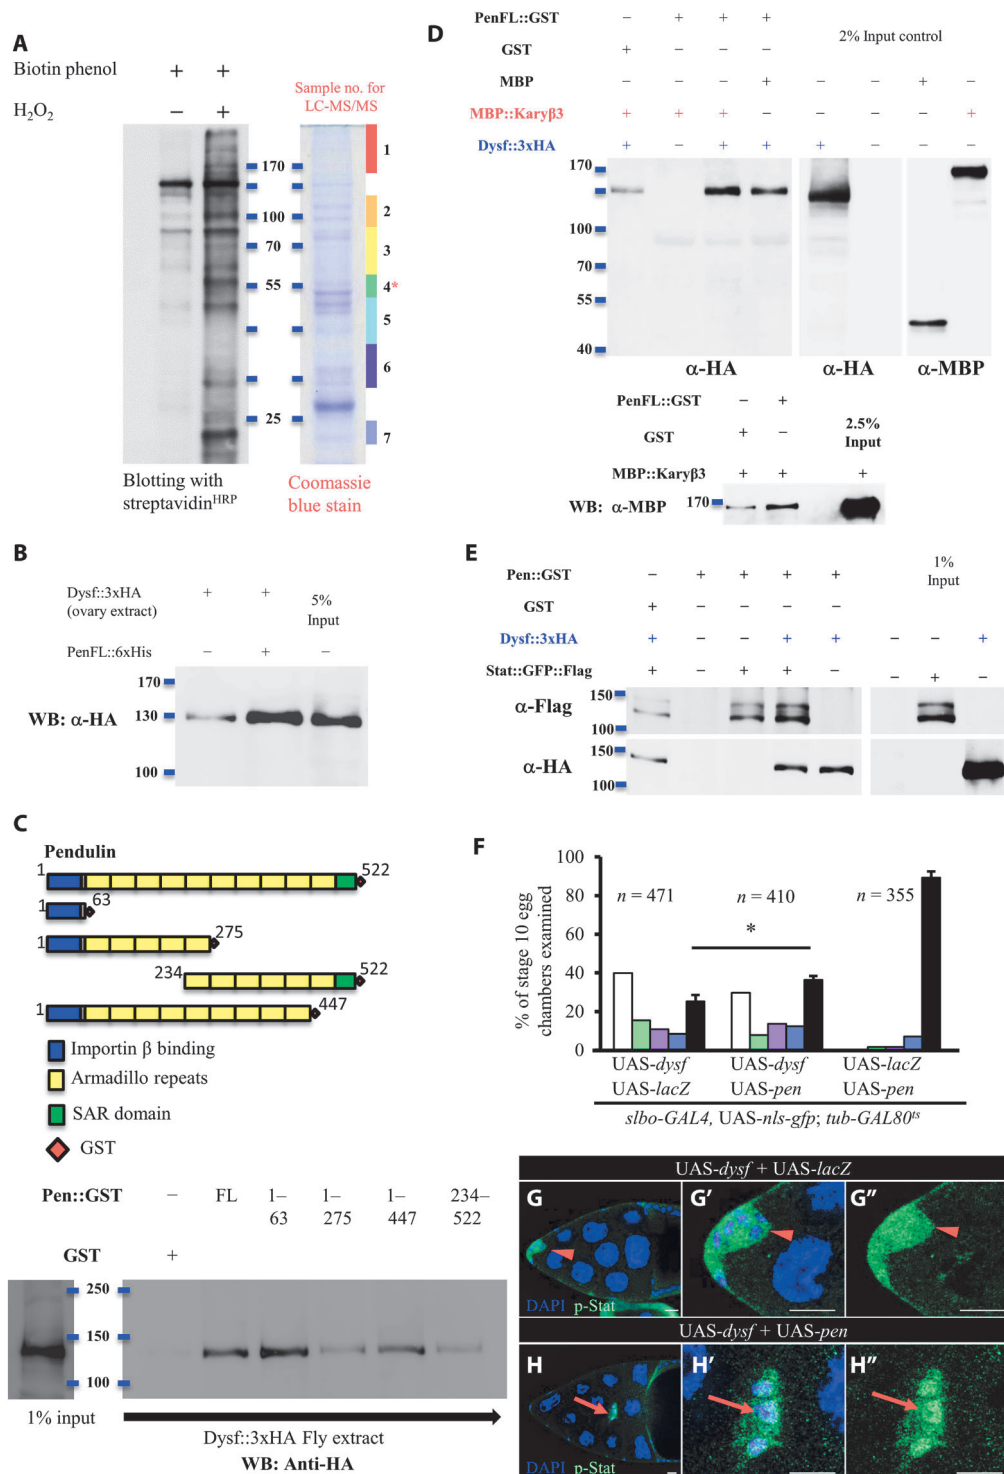 A
Biotin phenol + +
H₂O₂ − +
Sample no. for
LC-MS/MS
170
100
70
55
25
1
2
3
4*
5
6
7
Blotting with
streptavidinᴴᴿᴾ
Coomassie
blue stain
B
Dysf::3xHA
(ovary extract)
+ +
5%
Input
PenFL::6xHis − + −
WB: α-HA
170
130
100
C
Pendulin
1 522
1 63
1 275
234 522
1 447
Importin β binding
Armadillo repeats
SAR domain
GST
Pen::GST − FL 1–63 1–275 1–447 234–522
GST +
250
150
100
1% input
Dysf::3xHA Fly extract
WB: Anti-HA
D
PenFL::GST − + + +
GST + − − −
2% Input control
MBP − − − + − − + −
MBP::Karyβ3 + + + − − − − +
Dysf::3xHA + − + + + − − −
170
100
70
55
40
α-HA
α-HA
α-MBP
PenFL::GST − +
GST + −
2.5%
Input
MBP::Karyβ3 + + +
WB: α-MBP
170
E
Pen::GST − + + + +
1%
Input
GST + − − − −
Dysf::3xHA + − − + + − − +
Stat::GFP::Flag + − + + − − + −
α-Flag
150
100
α-HA
150
100
F
% of stage 10 egg
chambers examined
100
80
60
40
20
0
n = 471
n = 410
n = 355
*
UAS-dysf
UAS-lacZ
UAS-dysf
UAS-pen
UAS-lacZ
UAS-pen
slbo-GAL4, UAS-nls-gfp; tub-GAL80ᵗˢ
UAS-dysf + UAS-lacZ
G
G'
G"
DAPI p-Stat
UAS-dysf + UAS-pen
H
H'
H"
DAPI p-Stat